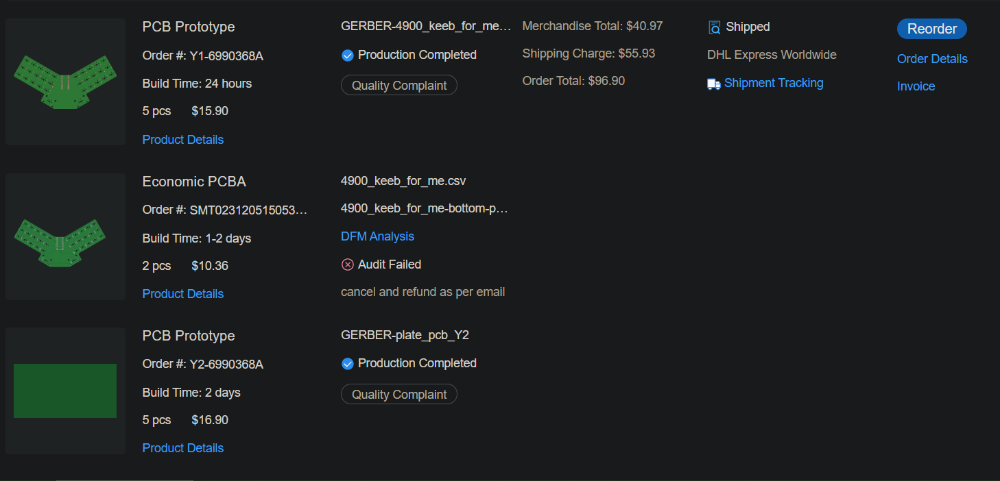 PCB Prototype
Order #: Y1-6990368A
Build Time: 24 hours
5 pcs $15.90
Product Details
GERBER-4900_keeb_for_me…
Production Completed
Quality Complaint
Merchandise Total: $40.97
Shipping Charge: $55.93
Order Total: $96.90
Shipped
DHL Express Worldwide
Shipment Tracking
Reorder
Order Details
Invoice
Economic PCBA
Order #: SMT023120515053…
Build Time: 1-2 days
2 pcs $10.36
Product Details
4900_keeb_for_me.csv
4900_keeb_for_me-bottom-p…
DFM Analysis
Audit Failed
cancel and refund as per email
PCB Prototype
Order #: Y2-6990368A
Build Time: 2 days
5 pcs $16.90
Product Details
GERBER-plate_pcb_Y2
Production Completed
Quality Complaint